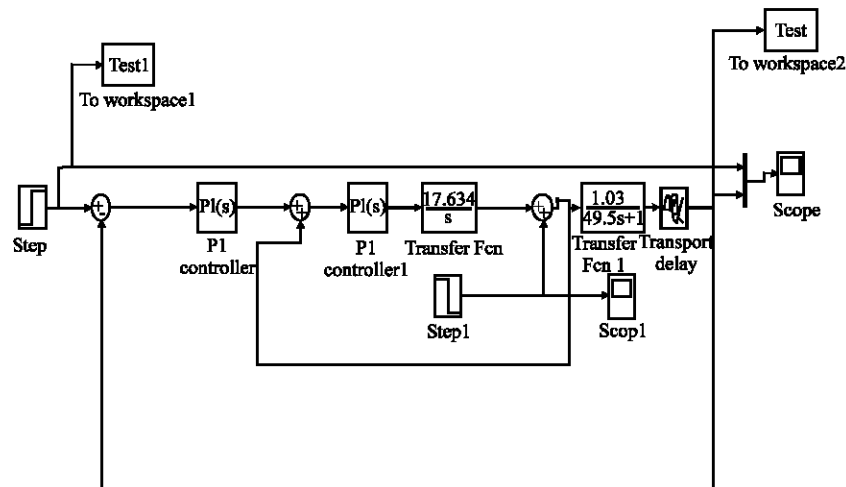 Test
To workspace2
Test1
To workspace1
Step
PI(s)
P1
controller
PI(s)
P1
controller1
17.634
s
Transfer Fcn
1.03
49.5s+1
Transfer
Fcn 1
Transport
delay
Scope
Step1
Scop1